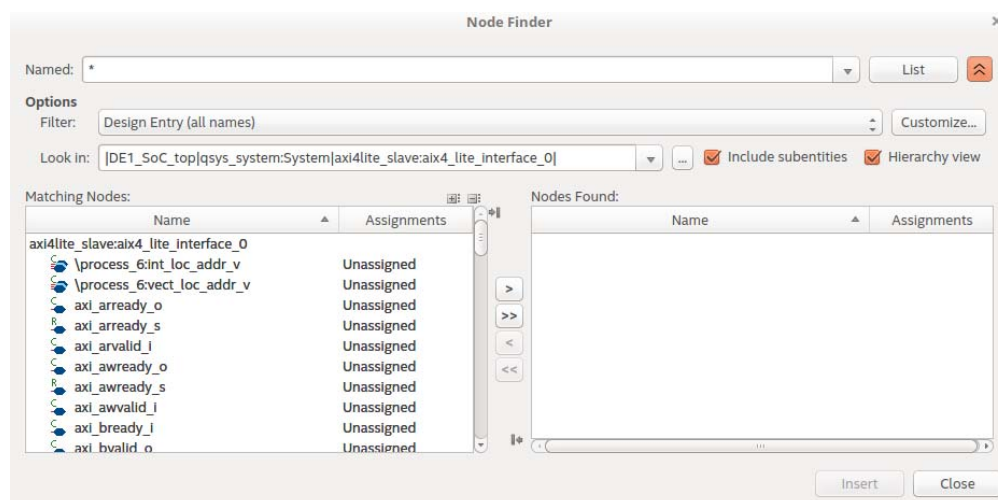 Node Finder
Named: *
List
Options
Filter: Design Entry (all names)
Customize...
Look in: |DE1_SoC_top|qsys_system:System|axi4lite_slave:aix4_lite_interface_0|
...
Include subentities
Hierarchy view
Matching Nodes:
Nodes Found:
Name Assignments
Name Assignments
axi4lite_slave:aix4_lite_interface_0
\process_6:int_loc_addr_v Unassigned
\process_6:vect_loc_addr_v Unassigned
C axi_arready_o Unassigned
R axi_arready_s Unassigned
C axi_arvalid_i Unassigned
C axi_awready_o Unassigned
R axi_awready_s Unassigned
C axi_awvalid_i Unassigned
C axi_bready_i Unassigned
C axi_bvalid_o Unassigned
>
>>
<
<<
Insert
Close